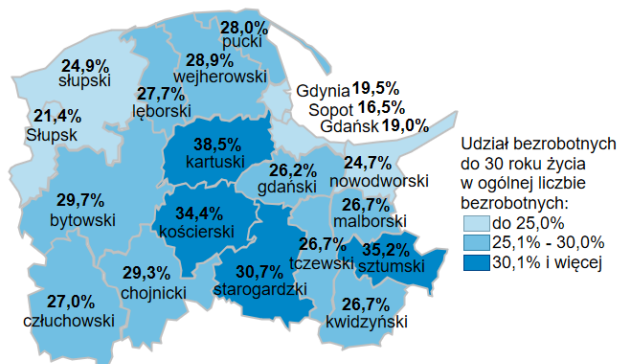 28,0%
pucki
24,9%
słupski
28,9%
wejherowski
27,7%
lęborski
Gdynia 19,5%
Sopot 16,5%
Gdańsk 19,0%
21,4%
Słupsk
38,5%
kartuski
26,2%
gdański
24,7%
nowodworski
29,7%
bytowski
34,4%
kościerski
26,7%
malborski
26,7%
tczewski
35,2%
sztumski
29,3%
chojnicki
30,7%
starogardzki
27,0%
człuchowski
26,7%
kwidzyński
Udział bezrobotnych
do 30 roku życia
w ogólnej liczbie
bezrobotnych:
do 25,0%
25,1% - 30,0%
30,1% i więcej